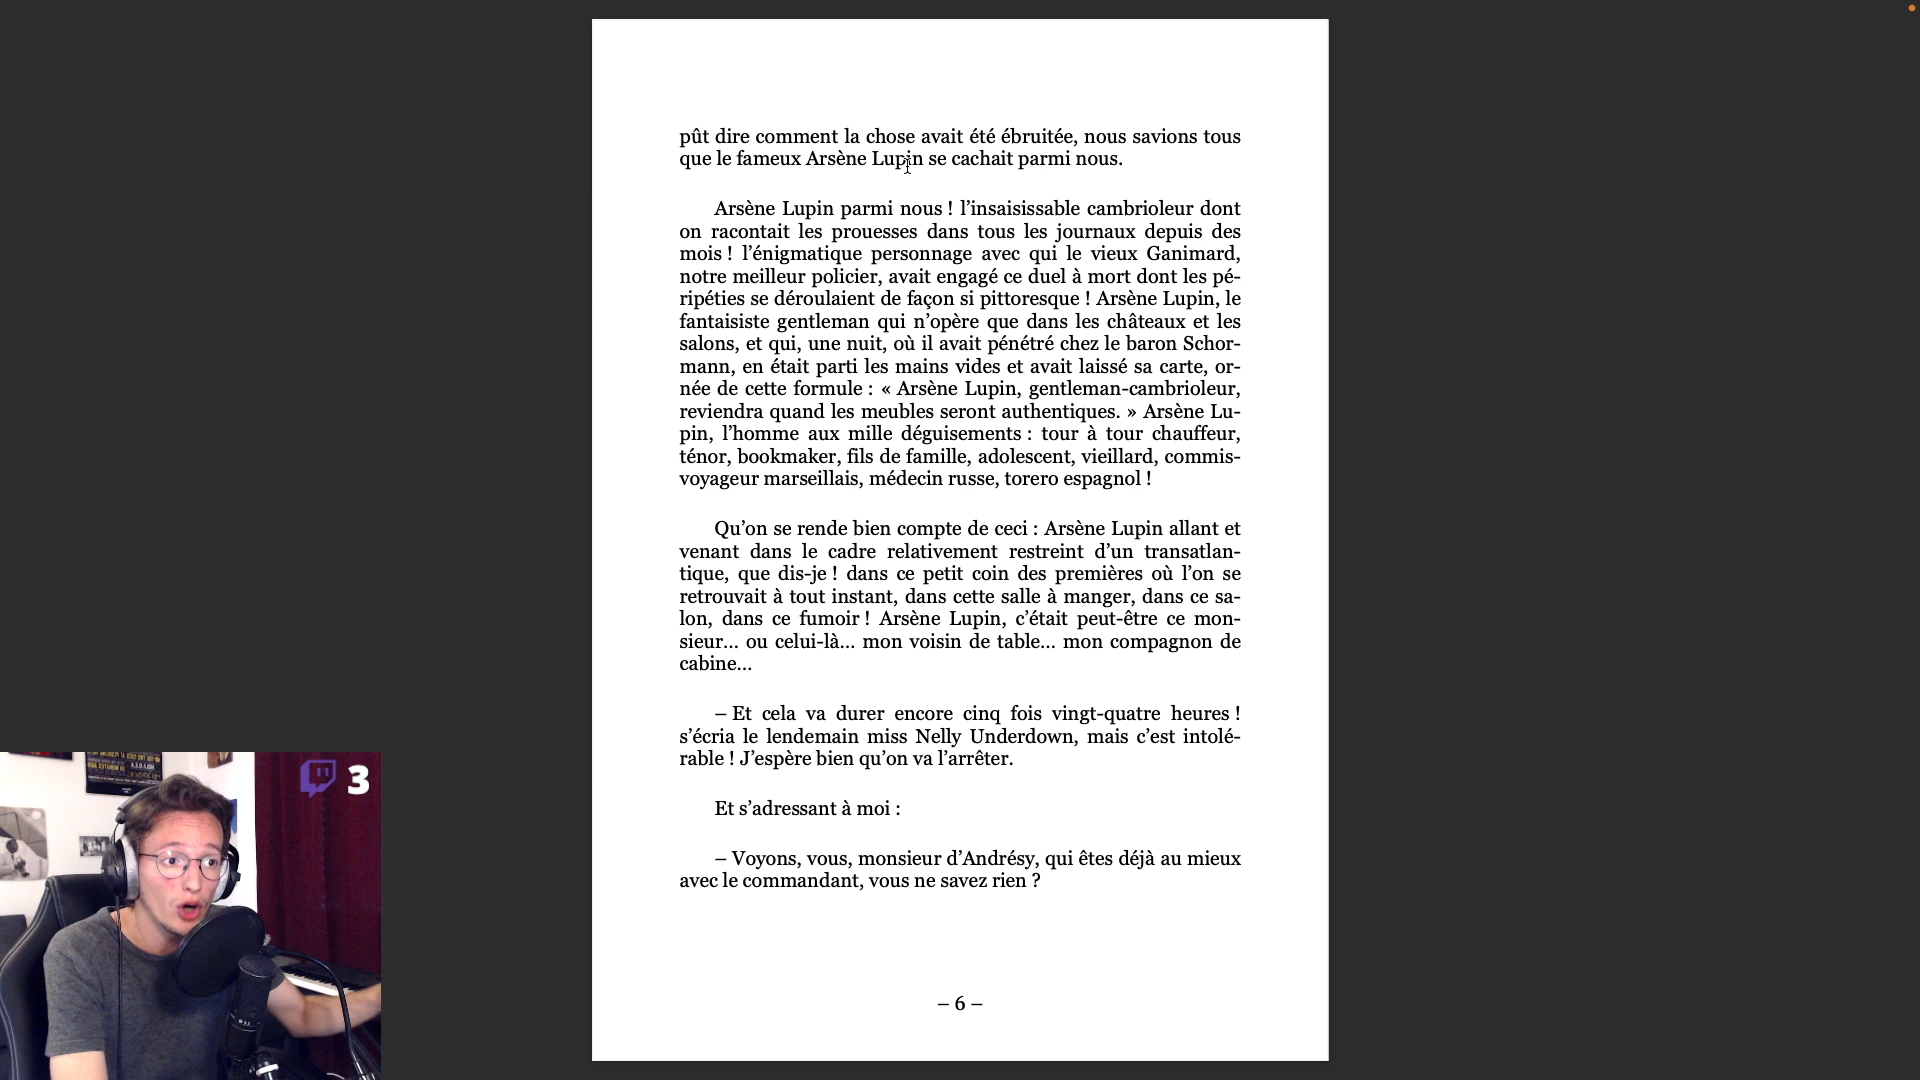 pût dire comment la chose avait été ébruitée, nous savions tous
que le fameux Arsène Lupin se cachait parmi nous.
Arsène Lupin parmi nous ! l’insaisissable cambrioleur dont
on racontait les prouesses dans tous les journaux depuis des
mois ! l’énigmatique personnage avec qui le vieux Ganimard,
notre meilleur policier, avait engagé ce duel à mort dont les pé-
ripéties se déroulaient de façon si pittoresque ! Arsène Lupin, le
fantaisiste gentleman qui n’opère que dans les châteaux et les
salons, et qui, une nuit, où il avait pénétré chez le baron Schor-
mann, en était parti les mains vides et avait laissé sa carte, or-
née de cette formule : « Arsène Lupin, gentleman-cambrioleur,
reviendra quand les meubles seront authentiques. » Arsène Lu-
pin, l’homme aux mille déguisements : tour à tour chauffeur,
ténor, bookmaker, fils de famille, adolescent, vieillard, commis-
voyageur marseillais, médecin russe, torero espagnol !
Qu’on se rende bien compte de ceci : Arsène Lupin allant et
venant dans le cadre relativement restreint d’un transatlan-
tique, que dis-je ! dans ce petit coin des premières où l’on se
retrouvait à tout instant, dans cette salle à manger, dans ce sa-
lon, dans ce fumoir ! Arsène Lupin, c’était peut-être ce mon-
sieur… ou celui-là… mon voisin de table… mon compagnon de
cabine…
– Et cela va durer encore cinq fois vingt-quatre heures !
s’écria le lendemain miss Nelly Underdown, mais c’est intolé-
rable ! J’espère bien qu’on va l’arrêter.
Et s’adressant à moi :
– Voyons, vous, monsieur d’Andrésy, qui êtes déjà au mieux
avec le commandant, vous ne savez rien ?
– 6 –
3